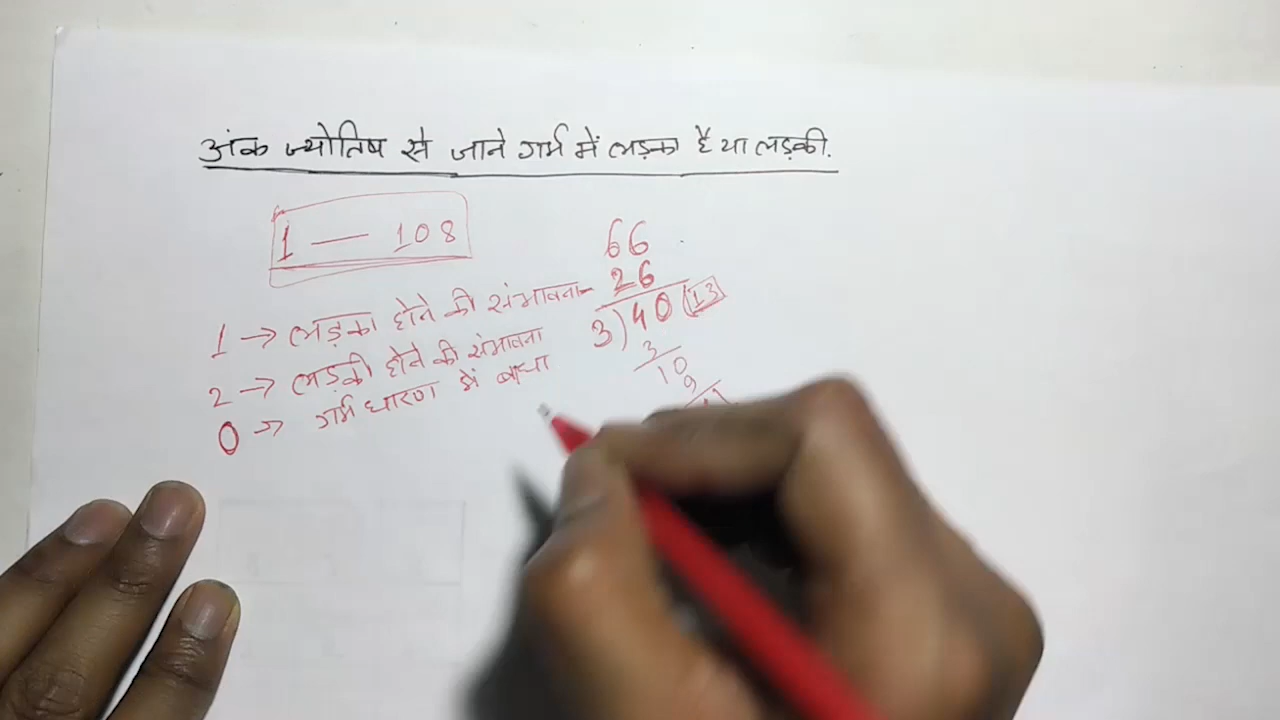 अंक ज्योतिष से जाने गर्भ में लड़का है या लड़की.
1 — 108
1 → लड़का होने की संभावना-
2 → लड़की होने की संभावना
0 → गर्भ धारण में बाधा
66
26
3) 40 (13
3
10
9